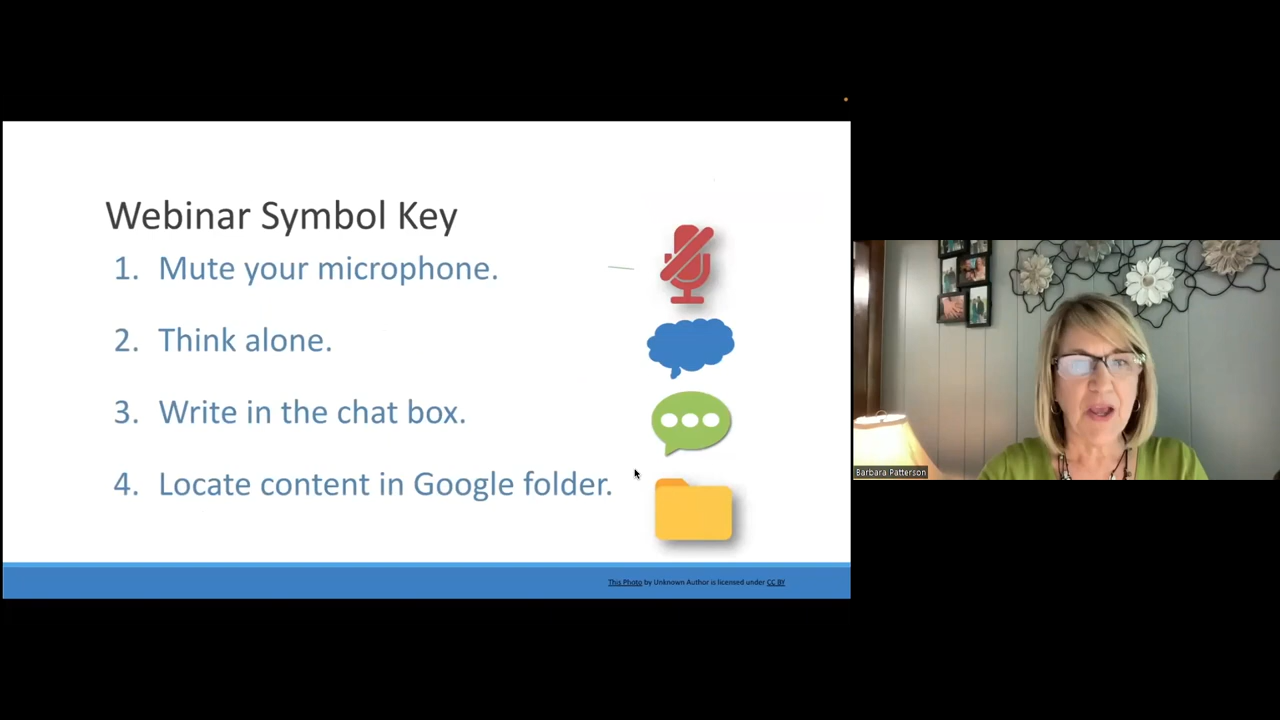 Webinar Symbol Key
1. Mute your microphone.
2. Think alone.
3. Write in the chat box.
4. Locate content in Google folder.
This Photo by Unknown Author is licensed under CC BY
Barbara Patterson